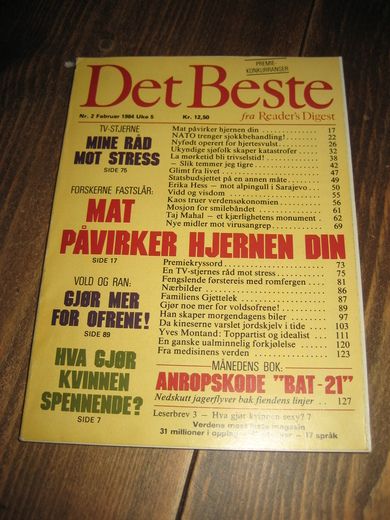 PREMIE-
KONKURRANSER
Det Beste
fra Reader's Digest
Nr. 2 Februar 1984 Uke 5 Kr. 12,50
TV-STJERNE
MINE RÅD
MOT STRESS
SIDE 75
FORSKERNE FASTSLÅR:
Mat påvirker hjernen din 17
NATO trenger sjokkbehandling! 22
Nyfødt operert for hjertesvulst 26
Ukyndige sjøfolk skaper katastrofer 32
La mørketid bli trivselstid! 38
– Slik temmer jeg tigre 42
Glimt fra livet 47
Statsbudsjettet på en annen måte 49
Erika Hess – mot alpingull i Sarajevo 50
Vidd og visdom 55
Kaos truer verdensøkonomien 56
Mosjon for smilebåndet 61
Taj Mahal – et kjærlighetens monument 62
Nye midler mot virusangrep 69
MAT
PÅVIRKER HJERNEN DIN
SIDE 17
VOLD OG RAN:
GJØR MER
FOR OFRENE!
SIDE 89
HVA GJØR
KVINNEN
SPENNENDE?
SIDE 7
Premiekryssord 73
En TV-stjernes råd mot stress 75
Fengslende førstereis med romfergen 81
Nærbilder 86
Familiens Gjettelek 87
Gjør noe mer for voldsofrene! 89
Han skaper morgendagens biler 97
Da kineserne varslet jordskjelv i tide 103
Yves Montand: Toppartist og idealist 111
En ganske ualminnelig forkjølelse 120
Fra medisinens verden 123
MÅNEDENS BOK:
ANROPSKODE "BAT-21"
Nedskutt jagerflyver bak fiendens linjer 127
Leserbrev 3 – Hva gjør kvinnen sexy? 7
Verdens mest leste magasin
31 millioner i opplag 17 språk